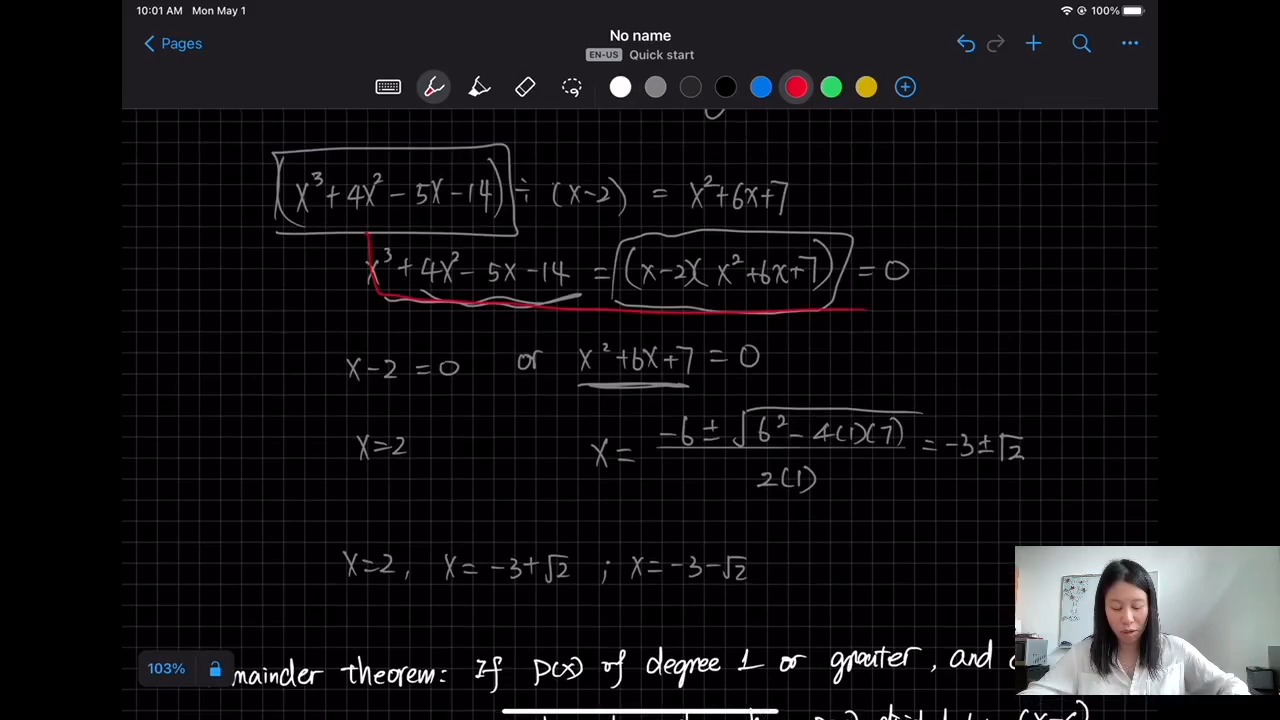 10:01 AM Mon May 1
100%
Pages
No name
EN-US Quick start
(x³ + 4x² - 5x - 14) ÷ (x-2) = x²+6x+7
x³ + 4x² - 5x - 14 = (x-2)(x²+6x+7) = 0
x-2 = 0 or x²+6x+7 = 0
x=2 x = (-6 ± √(6² - 4(1)(7))) / 2(1) = -3 ± √2
x=2, x = -3+√2 ; x = -3-√2
103%
mainder theorem: If P(x) of degree 1 or greater, and
(x-c)